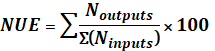 NUE = ∑ N_outputs / Σ(N_inputs) × 100